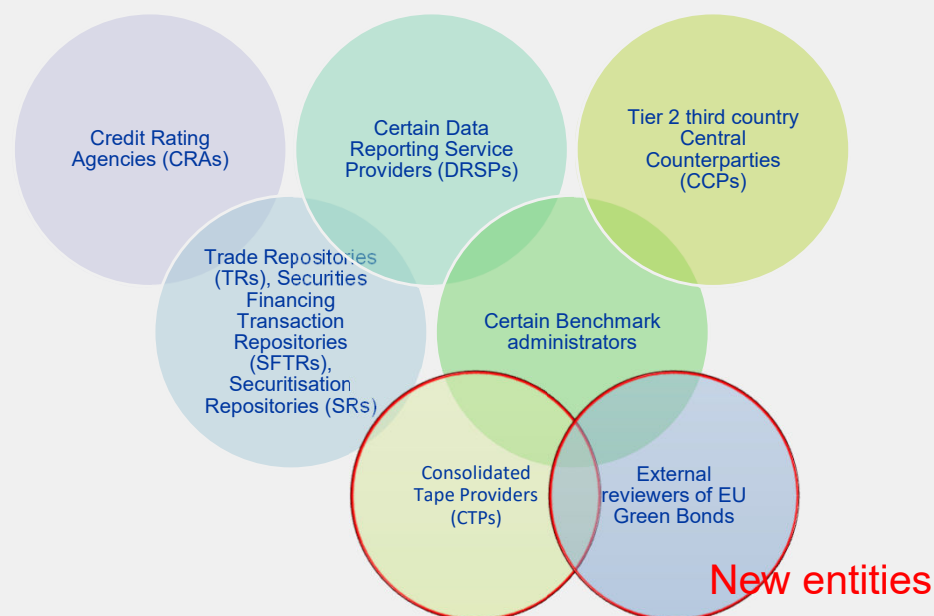 Credit Rating
Agencies (CRAs)
Certain Data
Reporting Service
Providers (DRSPs)
Tier 2 third country
Central
Counterparties
(CCPs)
Trade Repositories
(TRs), Securities
Financing
Transaction
Repositories
(SFTRs),
Securitisation
Repositories (SRs)
Certain Benchmark
administrators
Consolidated
Tape Providers
(CTPs)
External
reviewers of EU
Green Bonds
New entities